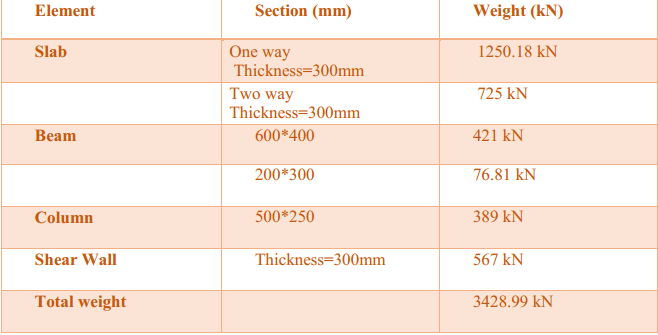 Element Section (mm) Weight (kN)
Slab One way 1250.18 kN
Thickness=300mm
Two way 725 kN
Thickness=300mm
Beam 600*400 421 kN
200*300 76.81 kN
Column 500*250 389 kN
Shear Wall Thickness=300mm 567 kN
Total weight 3428.99 kN